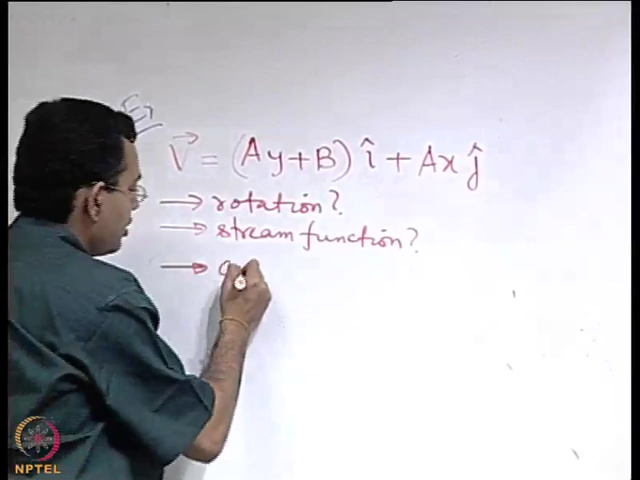 Ex
V⃗ = (Ay+B) î + Ax ĵ
→ rotation?
→ stream function?
→
NPTEL